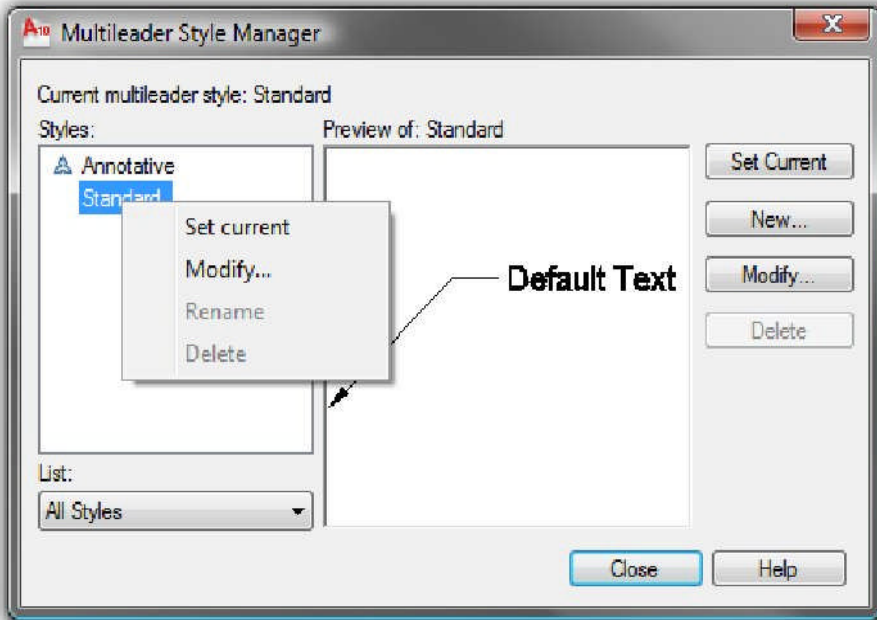 A10 Multileader Style Manager
Current multileader style: Standard
Styles:
Preview of: Standard
Annotative
Standard
Set current
Modify...
Rename
Delete
Default Text
Set Current
New...
Modify...
Delete
List:
All Styles
Close
Help